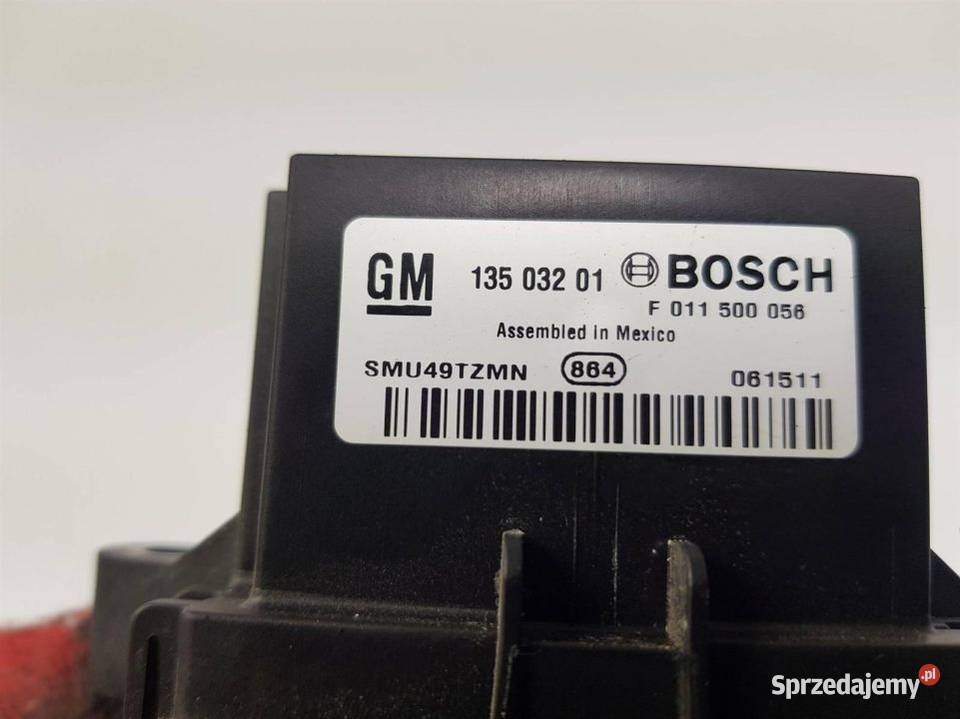 GM 135 032 01 BOSCH
F 011 500 056
Assembled in Mexico
SMU49TZMN 864 061511
Sprzedajemy.pl